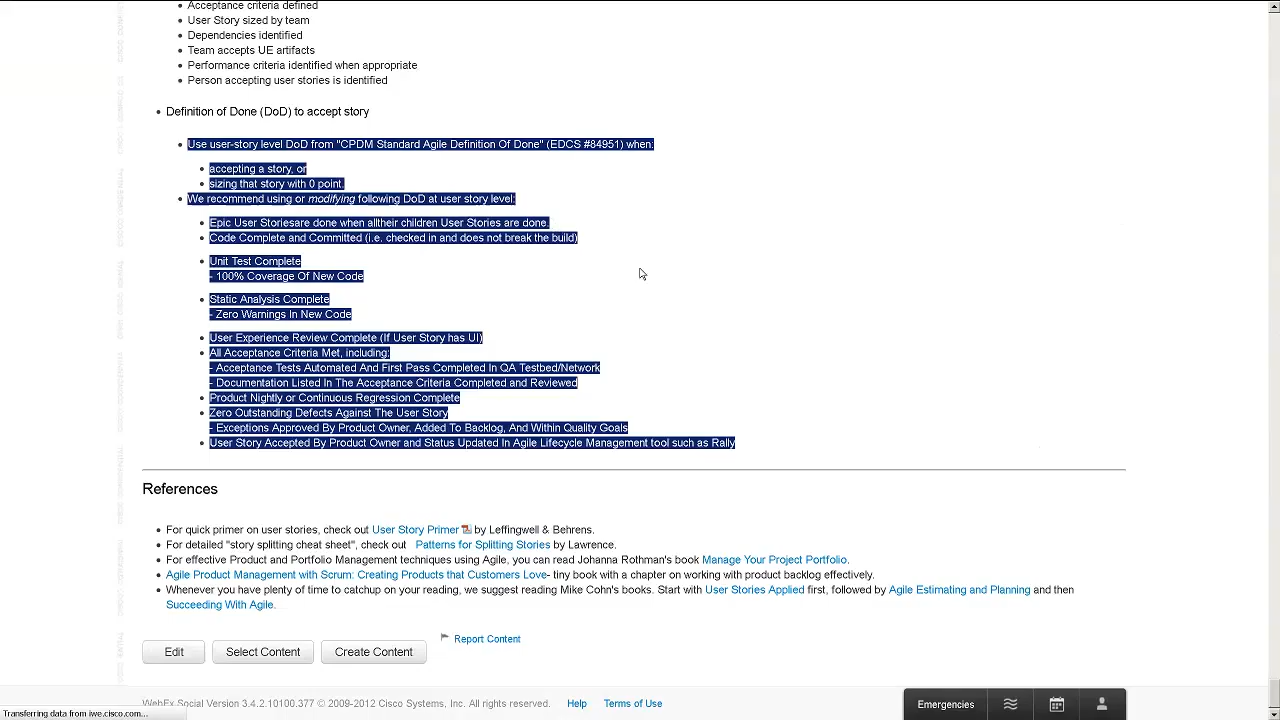 Acceptance criteria defined
User Story sized by team
Dependencies identified
Team accepts UE artifacts
Performance criteria identified when appropriate
Person accepting user stories is identified
Definition of Done (DoD) to accept story
Use user-story level DoD from "CPDM Standard Agile Definition Of Done" (EDCS #84951) when:
accepting a story, or
sizing that story with 0 point.
We recommend using or modifying following DoD at user story level:
Epic User Storiesare done when alltheir children User Stories are done.
Code Complete and Committed (i.e. checked in and does not break the build)
Unit Test Complete
- 100% Coverage Of New Code
Static Analysis Complete
- Zero Warnings In New Code
User Experience Review Complete (If User Story has UI)
All Acceptance Criteria Met, including:
- Acceptance Tests Automated And First Pass Completed In QA Testbed/Network
- Documentation Listed In The Acceptance Criteria Completed and Reviewed
Product Nightly or Continuous Regression Complete
Zero Outstanding Defects Against The User Story
- Exceptions Approved By Product Owner, Added To Backlog, And Within Quality Goals
User Story Accepted By Product Owner and Status Updated In Agile Lifecycle Management tool such as Rally
References
For quick primer on user stories, check out User Story Primer by Leffingwell & Behrens.
For detailed "story splitting cheat sheet", check out Patterns for Splitting Stories by Lawrence.
For effective Product and Portfolio Management techniques using Agile, you can read Johanna Rothman's book Manage Your Project Portfolio.
Agile Product Management with Scrum: Creating Products that Customers Love- tiny book with a chapter on working with product backlog effectively.
Whenever you have plenty of time to catchup on your reading, we suggest reading Mike Cohn's books. Start with User Stories Applied first, followed by Agile Estimating and Planning and then
Succeeding With Agile.
Report Content
Edit Select Content Create Content
WebEx Social Version 3.4.2.10100.377 © 2009-2012 Cisco Systems, Inc. All rights reserved. Help Terms of Use
Emergencies
Transferring data from iwe.cisco.com...